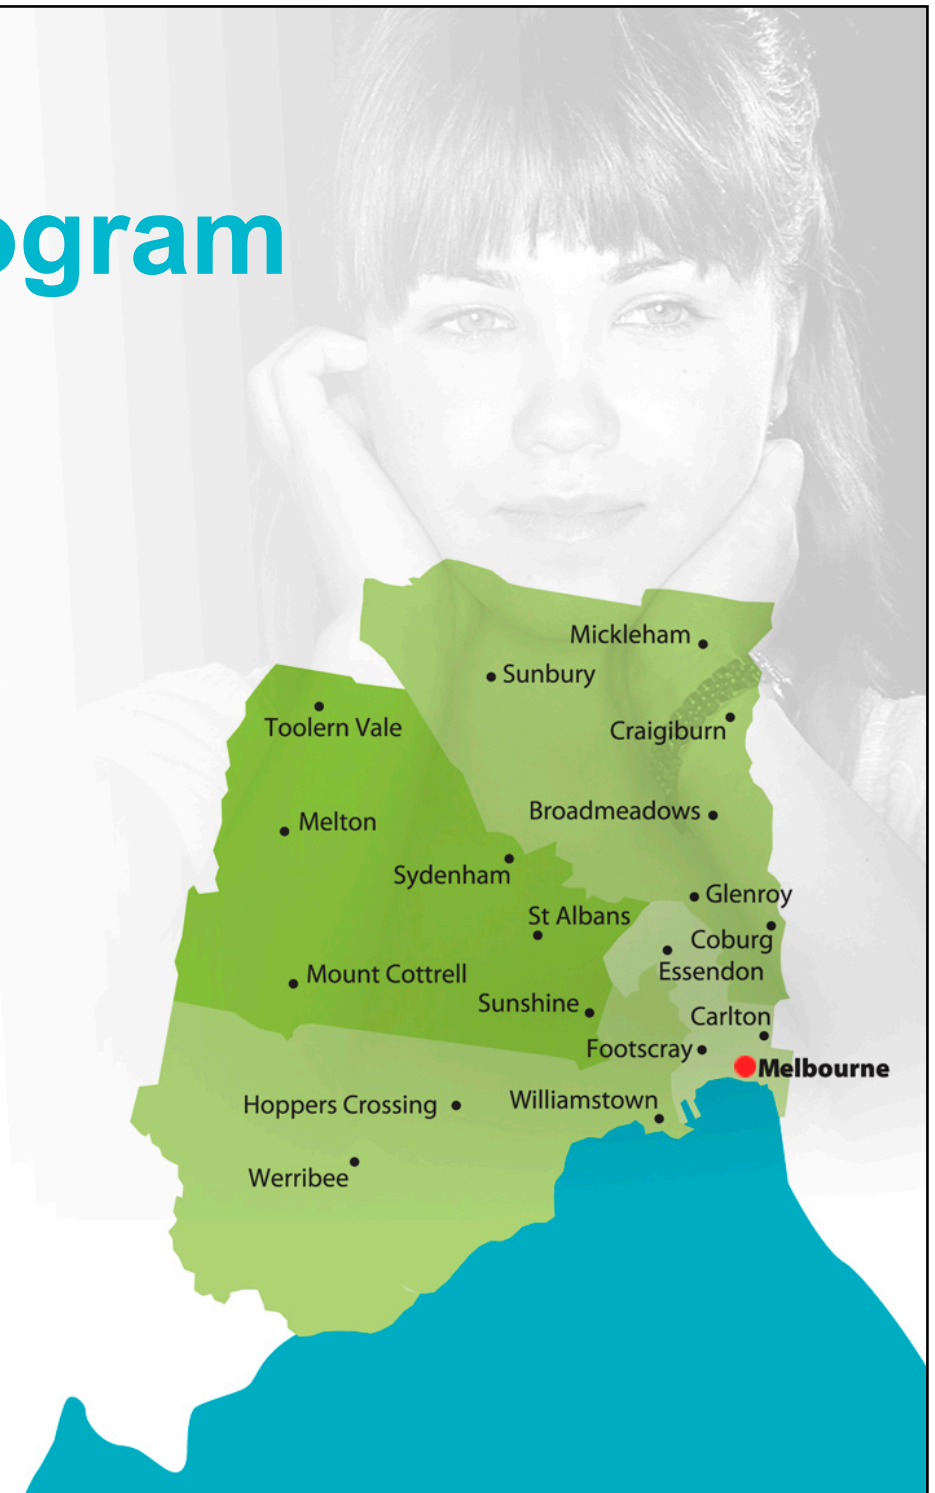 ogram
Mickleham
Sunbury
Toolern Vale
Craigiburn
Broadmeadows
Melton
Sydenham
Glenroy
St Albans
Coburg
Essendon
Mount Cottrell
Sunshine
Carlton
Footscray
Melbourne
Williamstown
Hoppers Crossing
Werribee